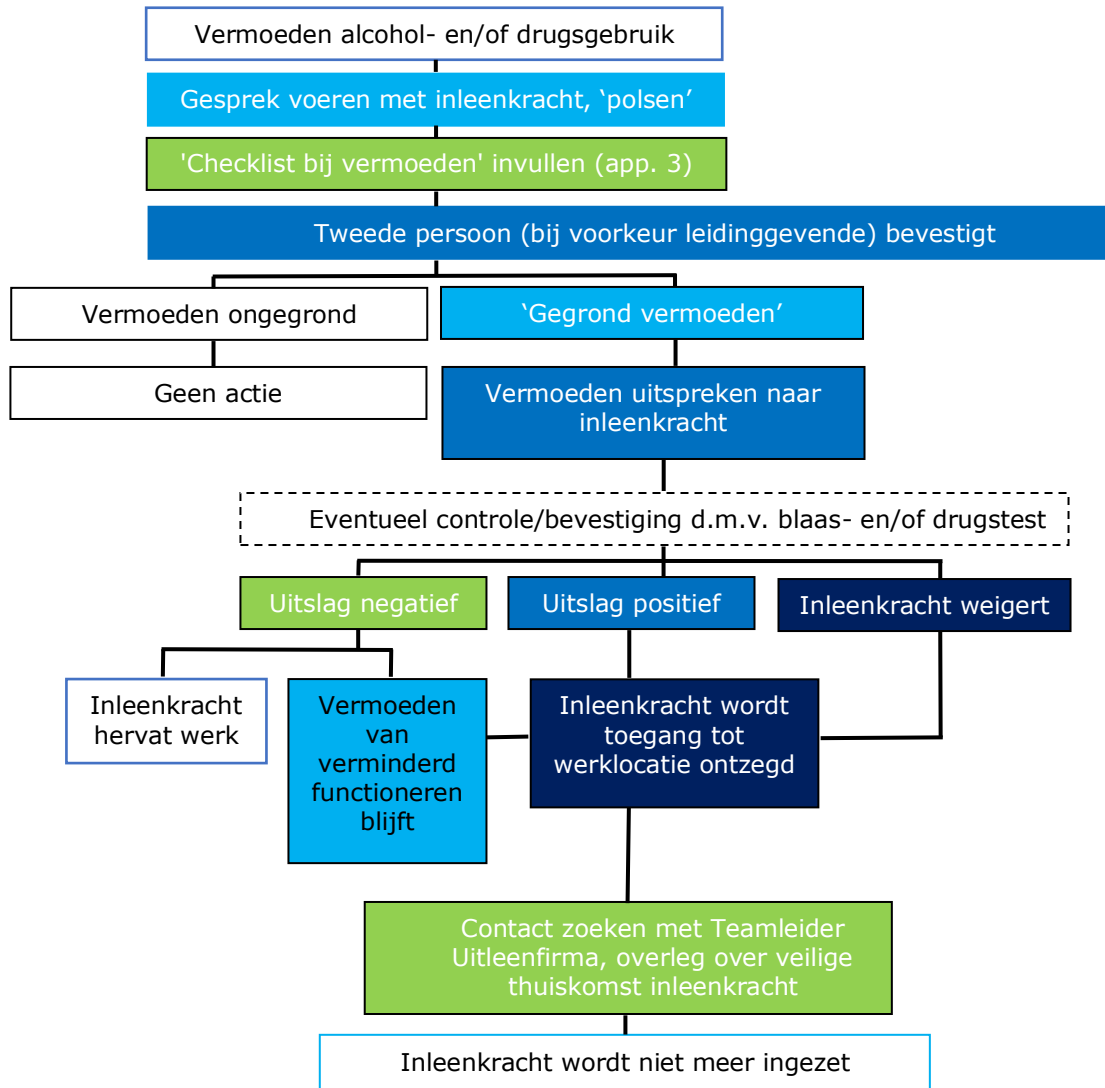 Vermoeden alcohol- en/of drugsgebruik
Gesprek voeren met inleenkracht, ‘polsen’
'Checklist bij vermoeden' invullen (app. 3)
Tweede persoon (bij voorkeur leidinggevende) bevestigt
Vermoeden ongegrond
‘Gegrond vermoeden’
Geen actie
Vermoeden uitspreken naar
inleenkracht
Eventueel controle/bevestiging d.m.v. blaas- en/of drugstest
Uitslag negatief
Uitslag positief
Inleenkracht weigert
Inleenkracht
hervat werk
Vermoeden
van
verminderd
functioneren
blijft
Inleenkracht wordt
toegang tot
werklocatie ontzegd
Contact zoeken met Teamleider
Uitleenfirma, overleg over veilige
thuiskomst inleenkracht
Inleenkracht wordt niet meer ingezet